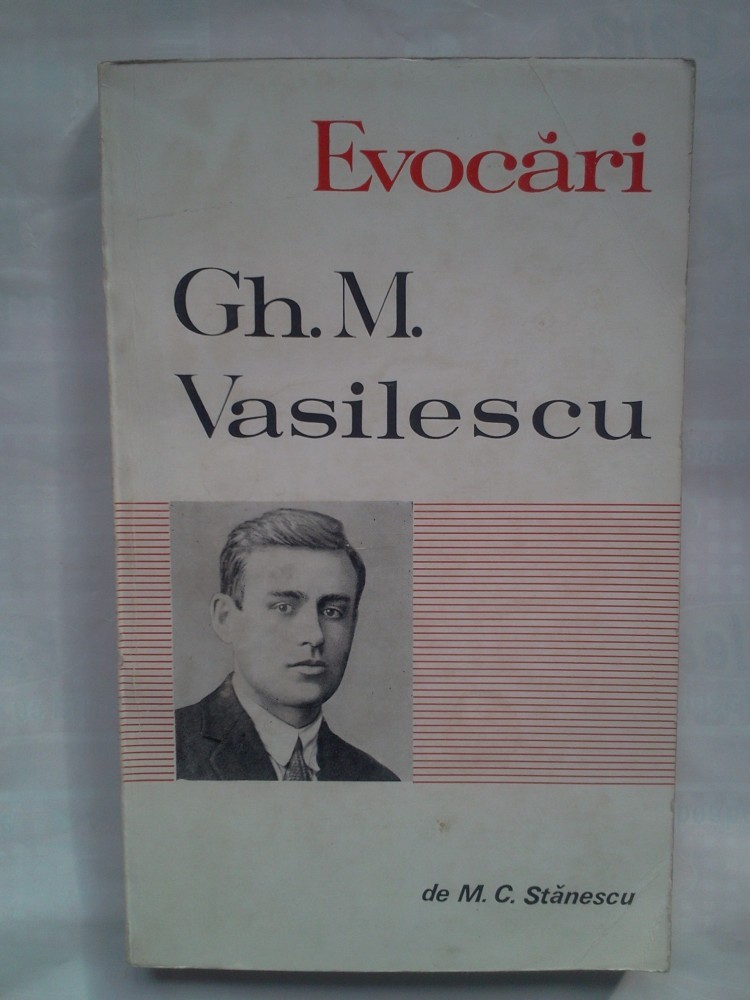 Evocări
Gh. M.
Vasilescu
de M. C. Stănescu